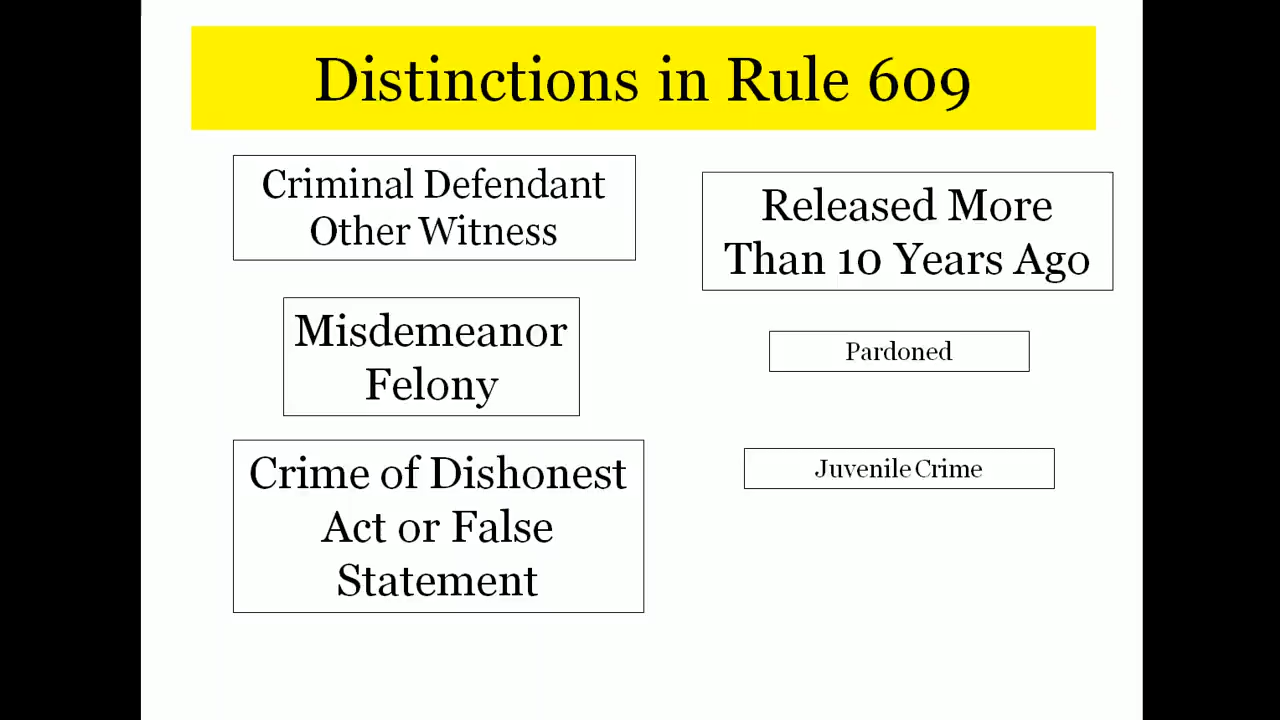 Distinctions in Rule 609
Criminal Defendant
Other Witness
Misdemeanor
Felony
Crime of Dishonest
Act or False
Statement
Released More
Than 10 Years Ago
Pardoned
Juvenile Crime